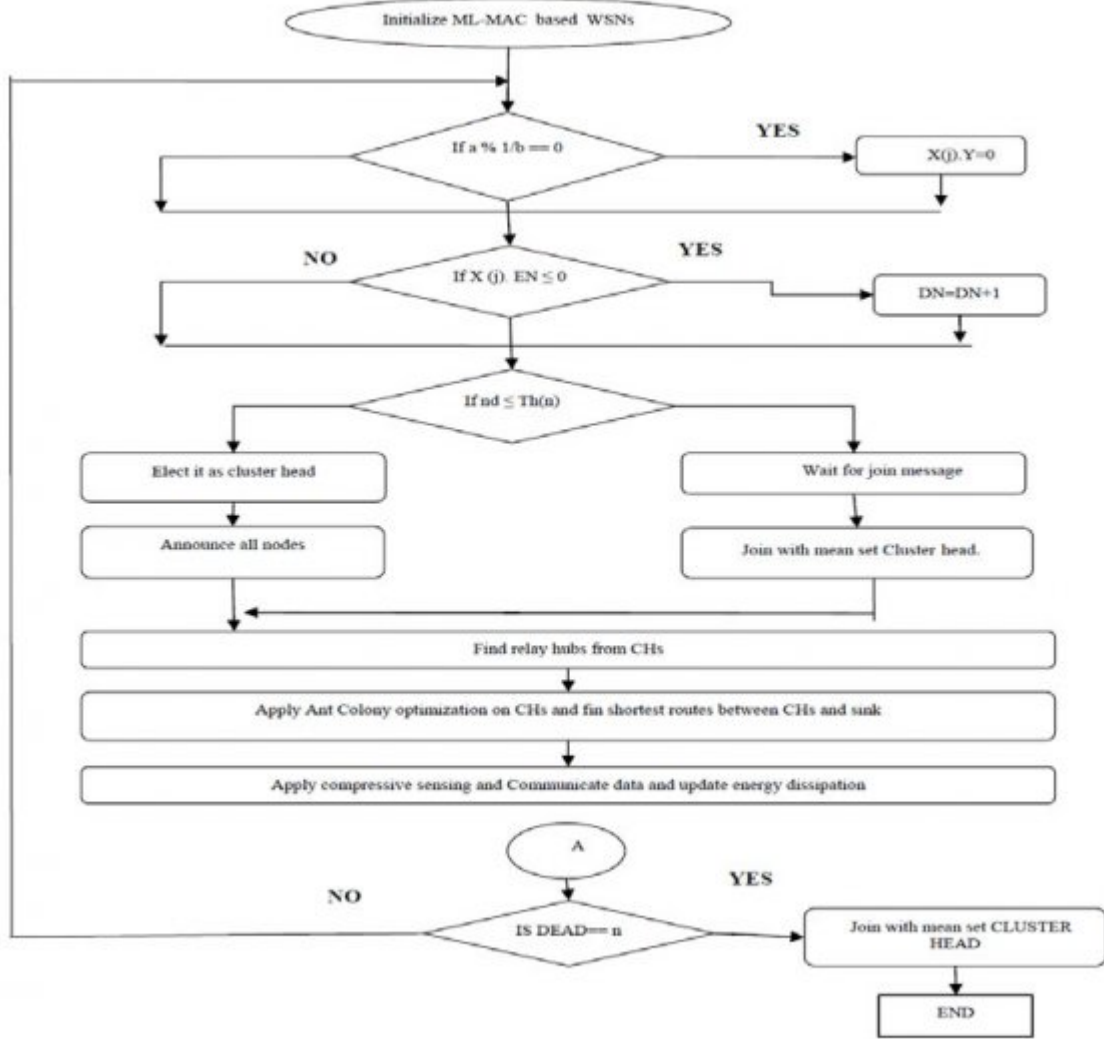 Initialize ML-MAC based WSNs
If a % 1/b == 0
YES
X(j).Y=0
NO
If X (j). EN ≤ 0
YES
DN=DN+1
If nd ≤ Th(n)
Elect it as cluster head
Wait for join message
Announce all nodes
Join with mean set Cluster head.
Find relay hubs from CHs
Apply Ant Colony optimization on CHs and fin shortest routes between CHs and sink
Apply compressive sensing and Communicate data and update energy dissipation
A
NO
YES
IS DEAD== n
Join with mean set CLUSTER
HEAD
END